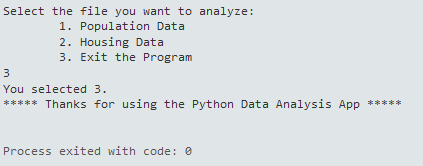 Select the file you want to analyze:
1. Population Data
2. Housing Data
3. Exit the Program
3
You selected 3.
***** Thanks for using the Python Data Analysis App *****
Process exited with code: 0